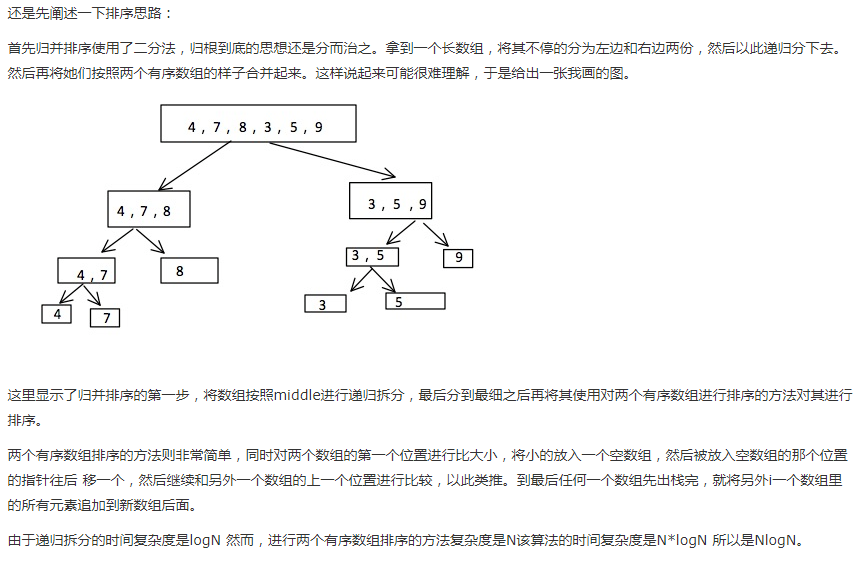 还是先阐述一下排序思路：
首先归并排序使用了二分法，归根到底的思想还是分而治之。拿到一个长数组，将其不停的分为左边和右边两份，然后以此递归分下去。
然后再将她们按照两个有序数组的样子合并起来。这样说起来可能很难理解，于是给出一张我画的图。
4，7，8，3，5，9
4，7，8
3，5，9
4，7
8
3，5
9
4
7
3
5
这里显示了归并排序的第一步，将数组按照middle进行递归拆分，最后分到最细之后再将其使用对两个有序数组进行排序的方法对其进行
排序。
两个有序数组排序的方法则非常简单，同时对两个数组的第一个位置进行比大小，将小的放入一个空数组，然后被放入空数组的那个位置
的指针往后 移一个，然后继续和另外一个数组的上一个位置进行比较，以此类推。到最后任何一个数组先出栈完，就将另外i一个数组里
的所有元素追加到新数组后面。
由于递归拆分的时间复杂度是logN 然而，进行两个有序数组排序的方法复杂度是N该算法的时间复杂度是N*logN 所以是NlogN。